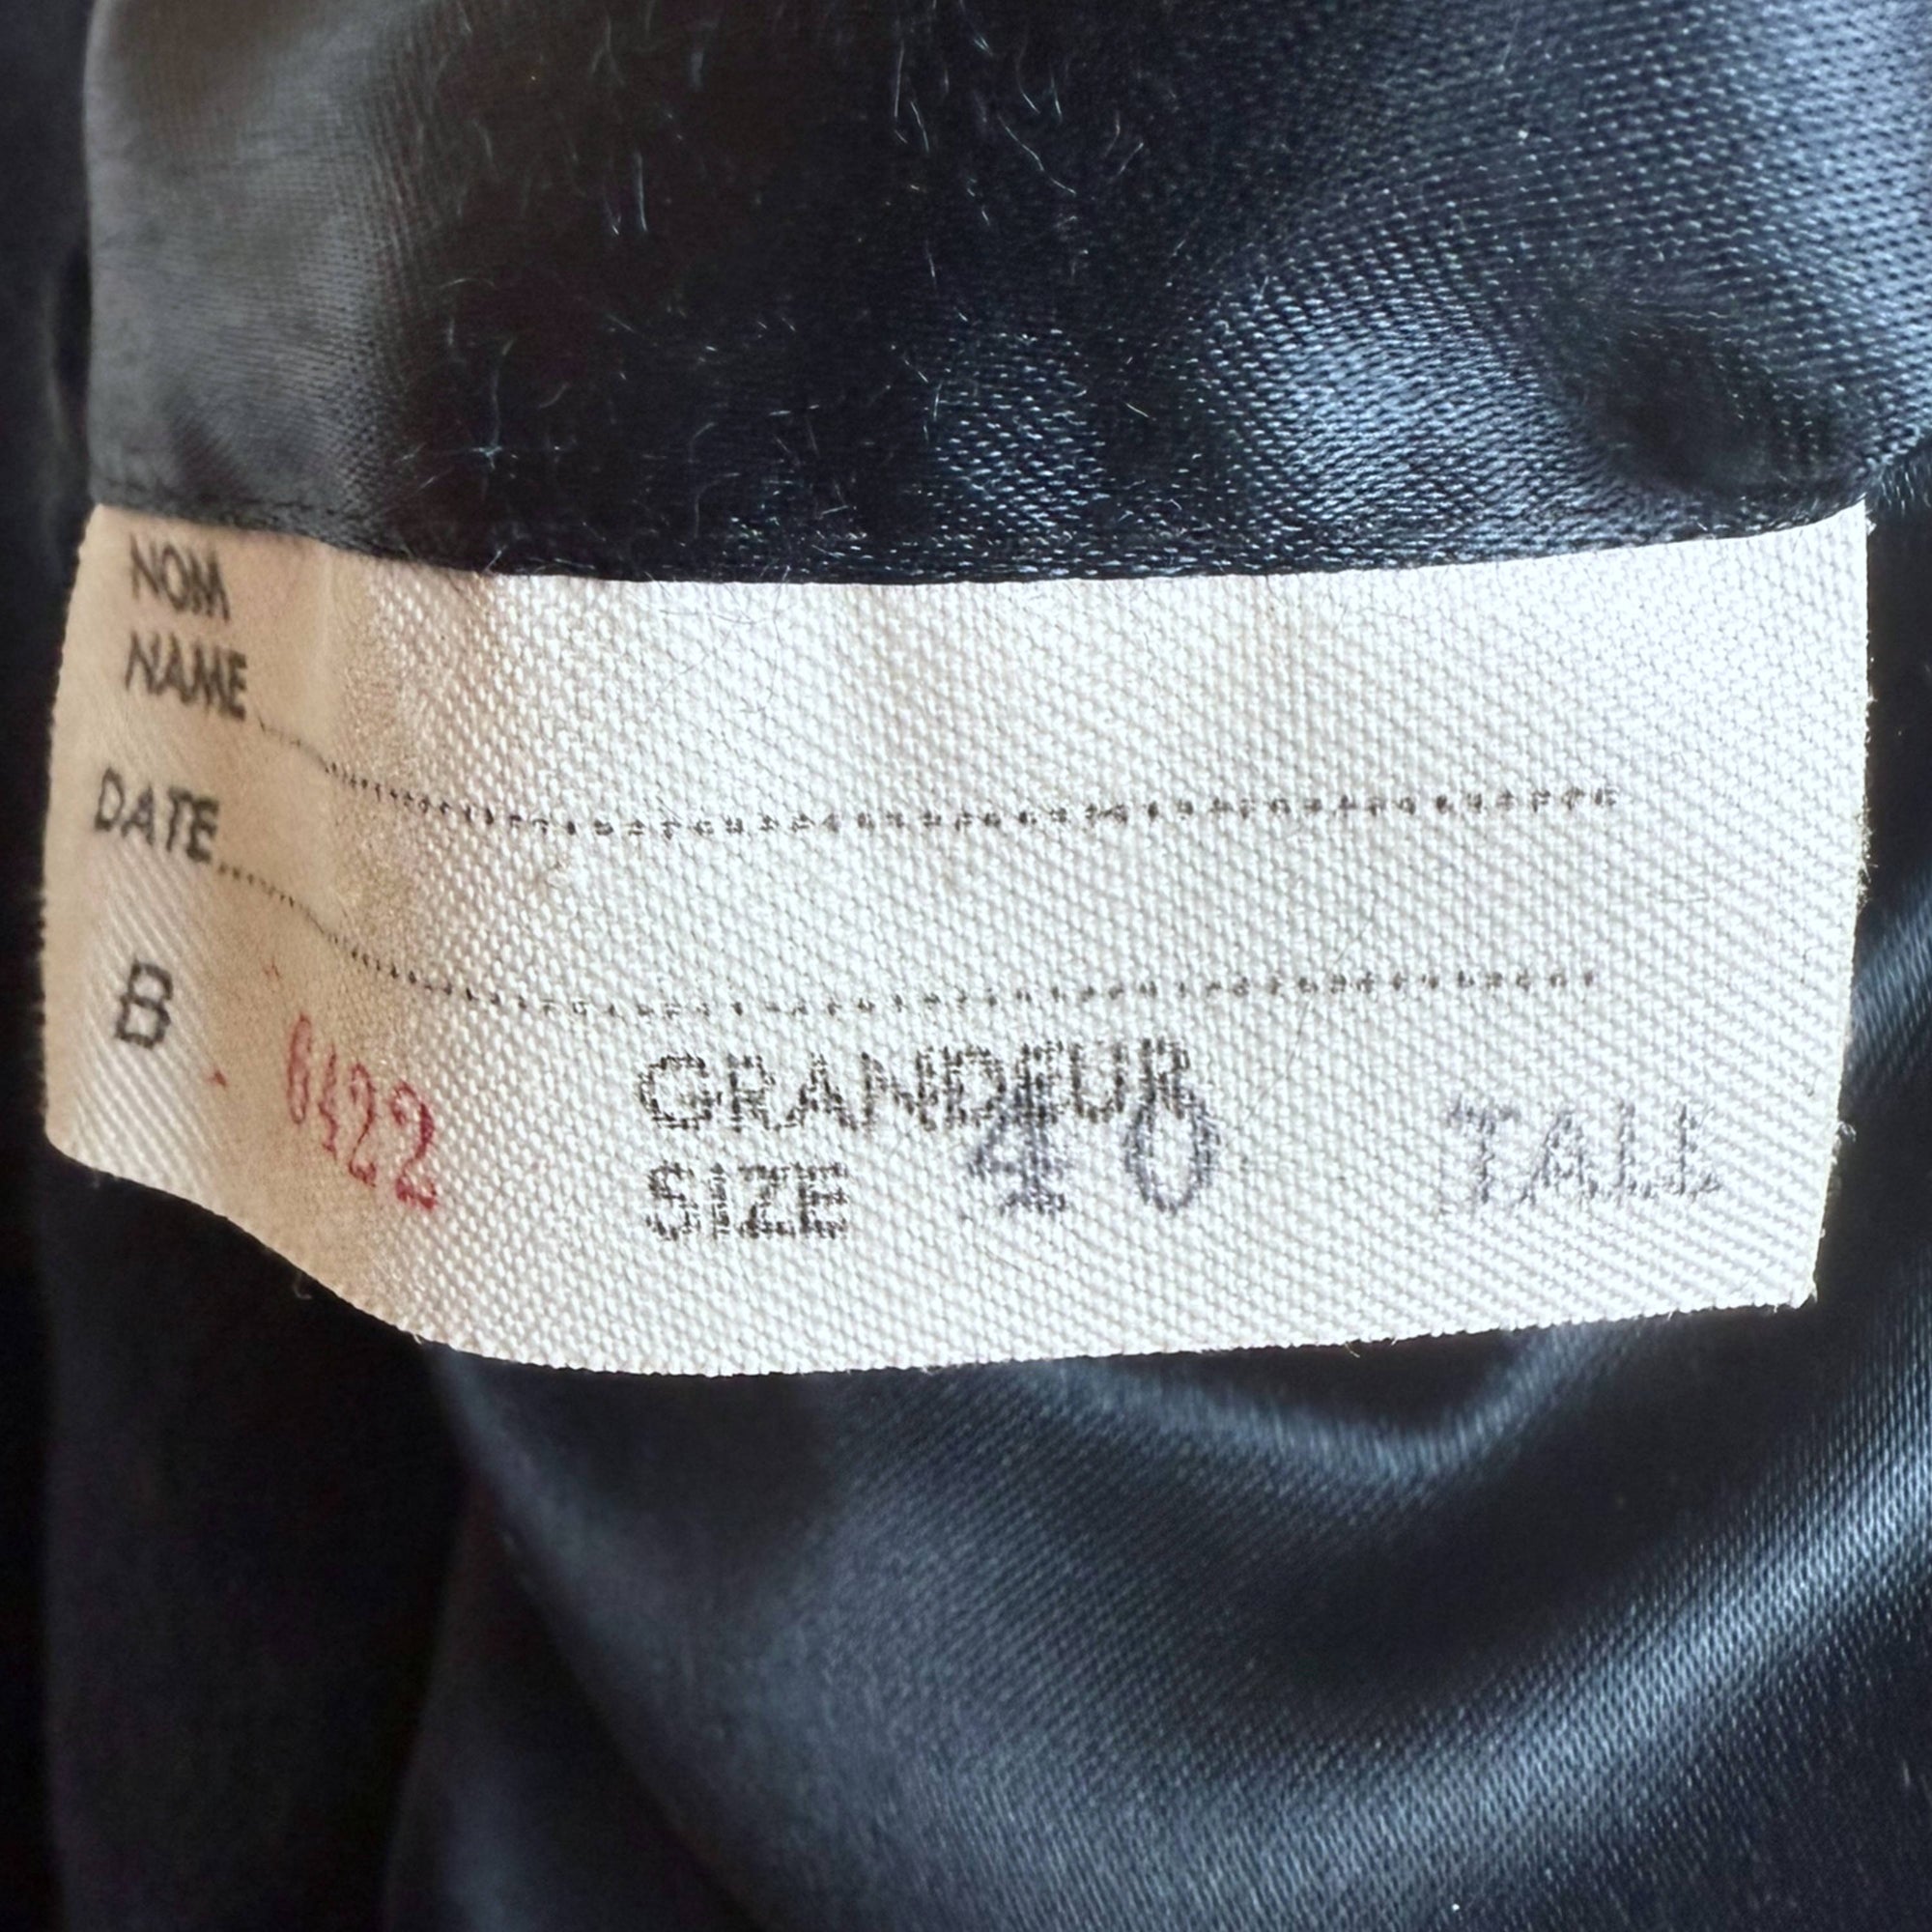 NOM
NAME
DATE
B 6422
GRANDEUR
SIZE 40 TALL